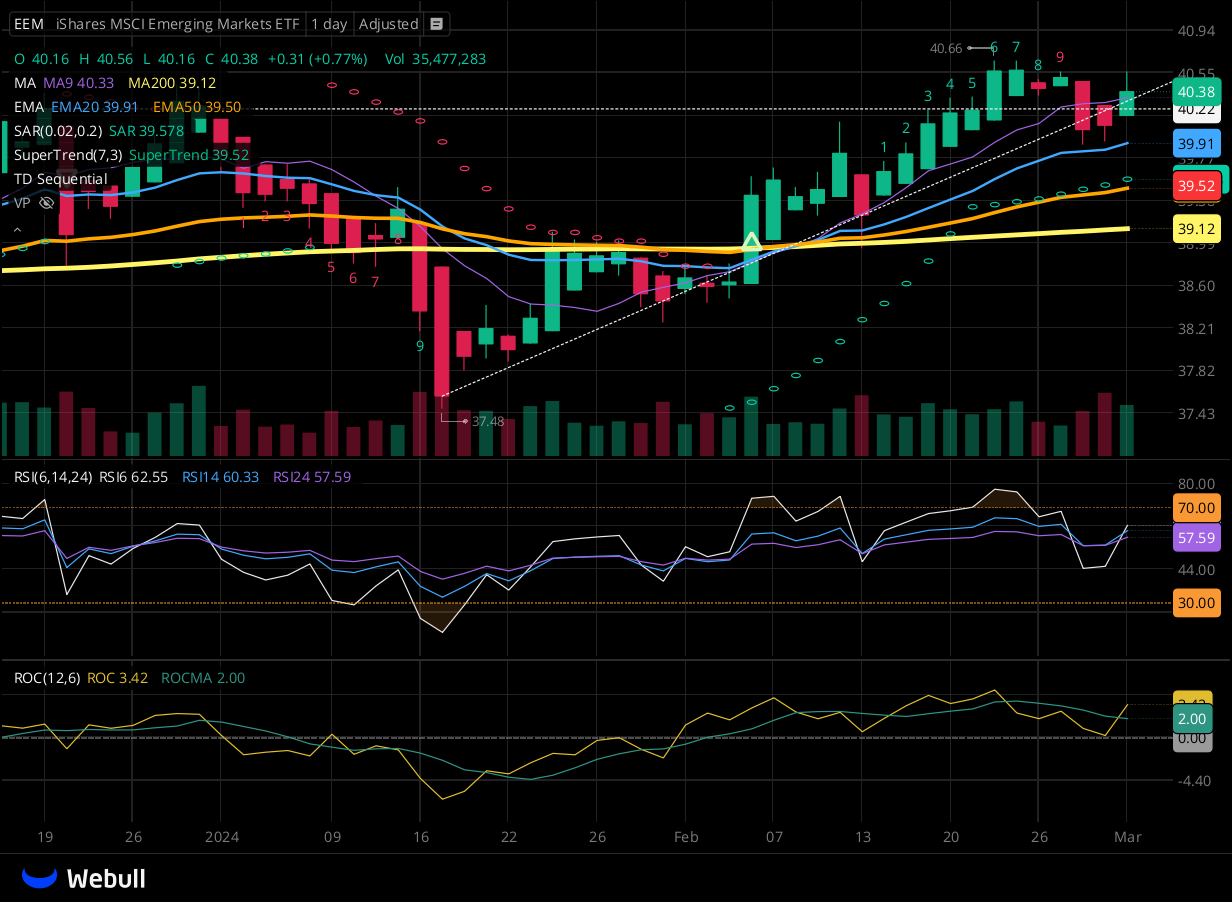 EEM iShares MSCI Emerging Markets ETF 1 day Adjusted
O 40.16 H 40.56 L 40.16 C 40.38 +0.31 (+0.77%) Vol 35,477,283
MA MA9 40.33 MA200 39.12
EMA EMA20 39.91 EMA50 39.50
SAR(0.02,0.2) SAR 39.578
SuperTrend(7,3) SuperTrend 39.52
TD Sequential
VP
40.94
40.66
6 7
8
9
40.55
40.38
40.22
3 4 5
2
1
39.91
39.77
39.52
2 3
4
5
6
7
8
9
39.12
38.99
38.60
38.21
37.82
37.48
37.43
RSI(6,14,24) RSI6 62.55 RSI14 60.33 RSI24 57.59
80.00
70.00
57.59
44.00
30.00
ROC(12,6) ROC 3.42 ROCMA 2.00
3.42
2.00
0.00
-4.40
19 26 2024 09 16 22 26 Feb 07 13 20 26 Mar
Webull